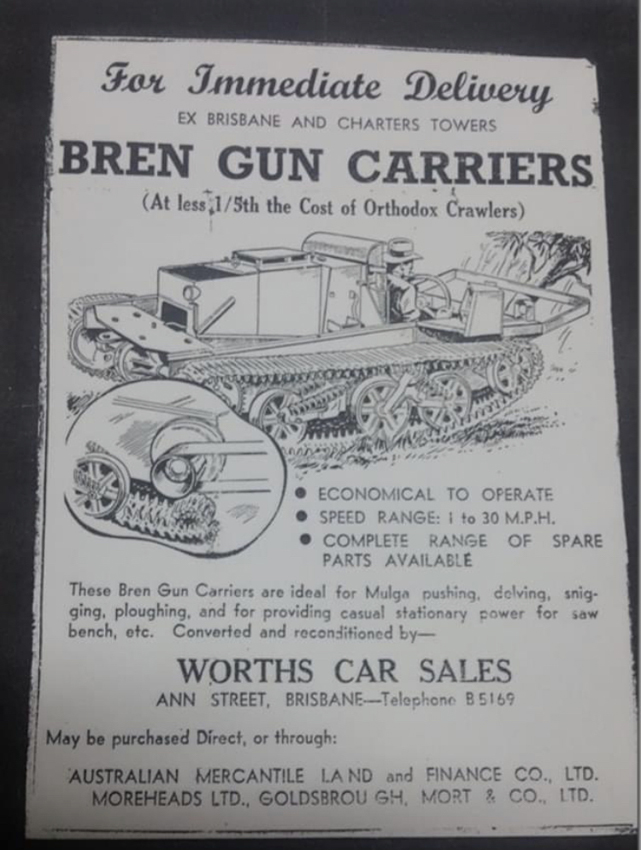 For Immediate Delivery
EX BRISBANE AND CHARTERS TOWERS
BREN GUN CARRIERS
(At less 1/5th the Cost of Orthodox Crawlers)
● ECONOMICAL TO OPERATE
● SPEED RANGE: 1 to 30 M.P.H.
● COMPLETE RANGE OF SPARE
PARTS AVAILABLE
These Bren Gun Carriers are ideal for Mulga pushing, delving, snig-
ging, ploughing, and for providing casual stationary power for saw
bench, etc. Converted and reconditioned by—
WORTHS CAR SALES
ANN STREET, BRISBANE—Telephone B5169
May be purchased Direct, or through:
AUSTRALIAN MERCANTILE LAND and FINANCE CO., LTD.
MOREHEADS LTD., GOLDSBROU GH, MORT & CO., LTD.